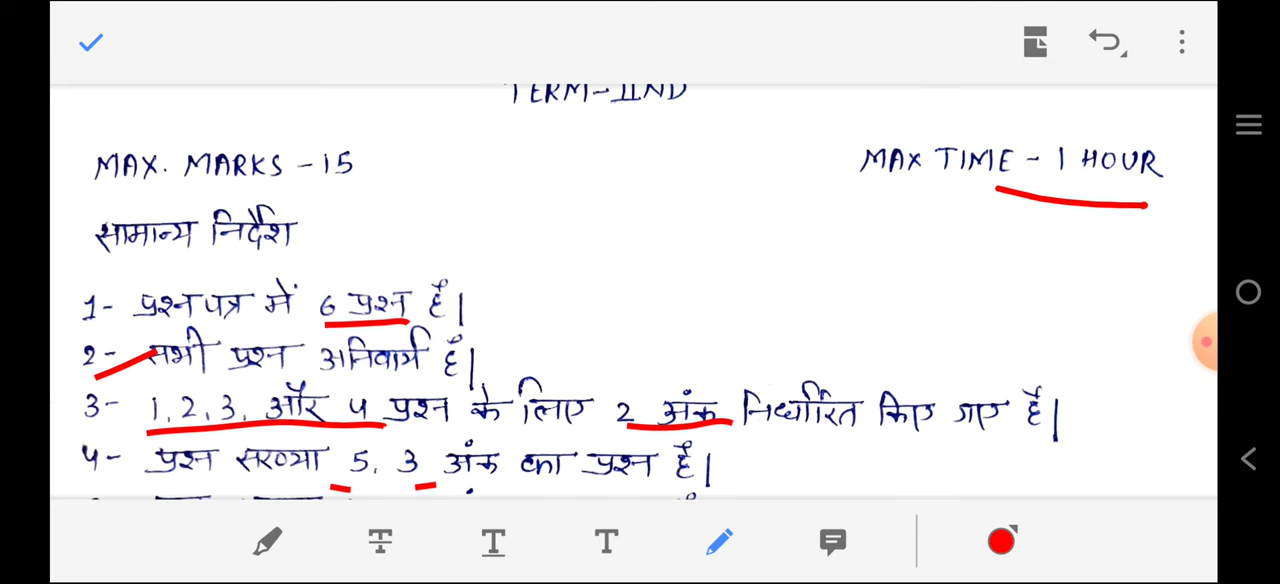 TERM-IIND
MAX. MARKS - 15
MAX TIME - 1 HOUR
सामान्य निर्देश
1- प्रश्नपत्र में 6 प्रश्न हैं।
2- सभी प्रश्न अनिवार्य हैं।
3- 1, 2, 3, और 4 प्रश्न के लिए 2 अंक निर्धारित किए गए हैं।
4- प्रश्न सख्या 5, 3 अंक का प्रश्न हैं।